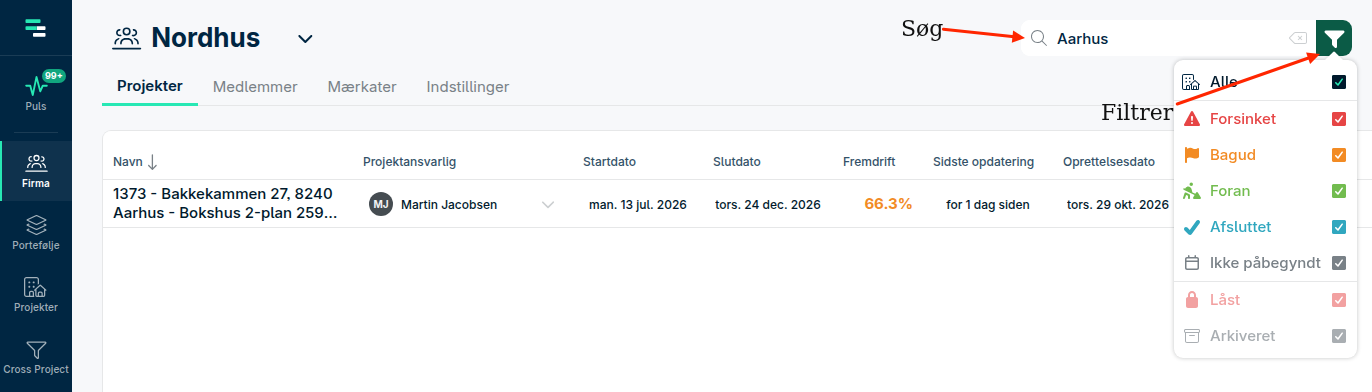 99+
Puls
Firma
Portefølje
Projekter
Cross Project
Nordhus
Søg
Aarhus
Projekter Medlemmer Mærkater Indstillinger
Filtrer
Navn Projektansvarlig Startdato Slutdato Fremdrift Sidste opdatering Oprettelsesdato
1373 - Bakkekammen 27, 8240
Aarhus - Bokshus 2-plan 259...
MJ Martin Jacobsen man. 13 jul. 2026 tors. 24 dec. 2026 66.3% for 1 dag siden tors. 29 okt. 2026
Alle
Forsinket
Bagud
Foran
Afsluttet
Ikke påbegyndt
Låst
Arkiveret